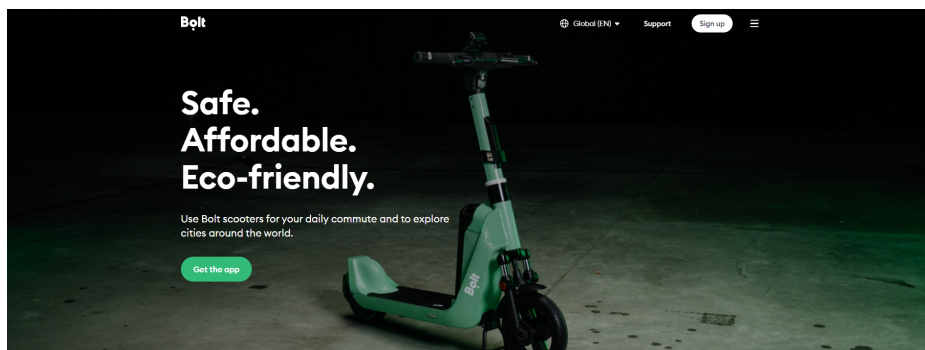 Bolt
Global (EN)
Support
Sign up
Safe.
Affordable.
Eco-friendly.
Use Bolt scooters for your daily commute and to explore
cities around the world.
Get the app
Bolt